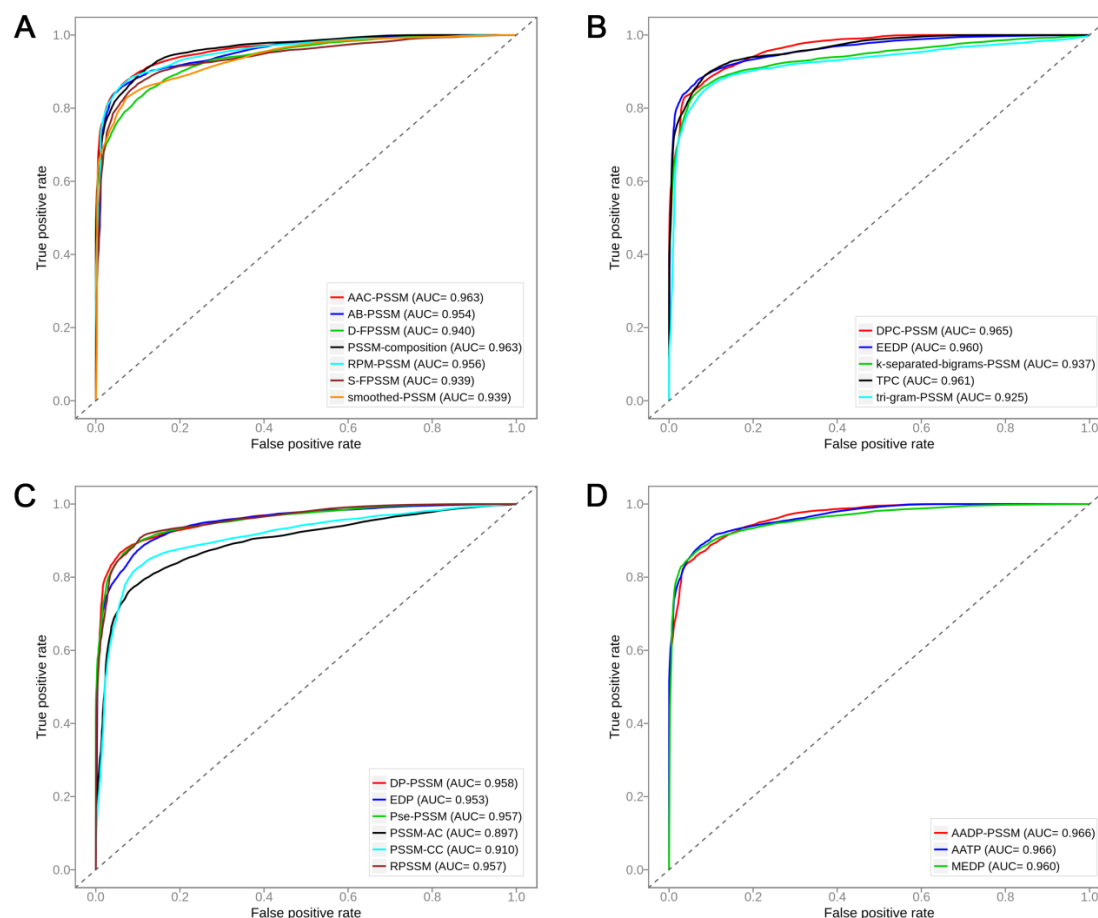 A
True positive rate
1.0
0.8
0.6
0.4
0.2
0.0
AAC-PSSM (AUC= 0.963)
AB-PSSM (AUC= 0.954)
D-FPSSM (AUC= 0.940)
PSSM-composition (AUC= 0.963)
RPM-PSSM (AUC= 0.956)
S-FPSSM (AUC= 0.939)
smoothed-PSSM (AUC= 0.939)
0.0 0.2 0.4 0.6 0.8 1.0
False positive rate
B
True positive rate
1.0
0.8
0.6
0.4
0.2
0.0
DPC-PSSM (AUC= 0.965)
EEDP (AUC= 0.960)
k-separated-bigrams-PSSM (AUC= 0.937)
TPC (AUC= 0.961)
tri-gram-PSSM (AUC= 0.925)
0.0 0.2 0.4 0.6 0.8 1.0
False positive rate
C
True positive rate
1.0
0.8
0.6
0.4
0.2
0.0
DP-PSSM (AUC= 0.958)
EDP (AUC= 0.953)
Pse-PSSM (AUC= 0.957)
PSSM-AC (AUC= 0.897)
PSSM-CC (AUC= 0.910)
RPSSM (AUC= 0.957)
0.0 0.2 0.4 0.6 0.8 1.0
False positive rate
D
True positive rate
1.0
0.8
0.6
0.4
0.2
0.0
AADP-PSSM (AUC= 0.966)
AATP (AUC= 0.966)
MEDP (AUC= 0.960)
0.0 0.2 0.4 0.6 0.8 1.0
False positive rate